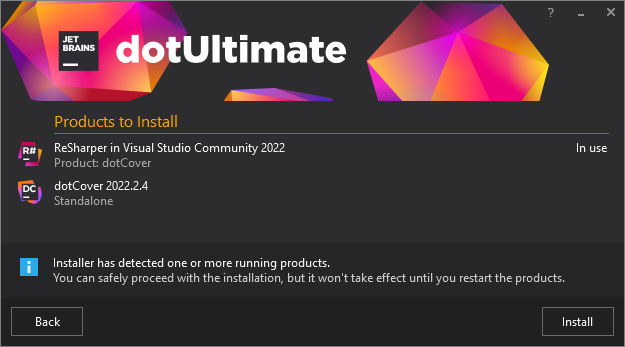 JET
BRAINS
dotUltimate
?
Products to Install
R#
ReSharper in Visual Studio Community 2022
In use
Product: dotCover
DC
dotCover 2022.2.4
Standalone
i
Installer has detected one or more running products.
You can safely proceed with the installation, but it won't take effect until you restart the products.
Back
Install